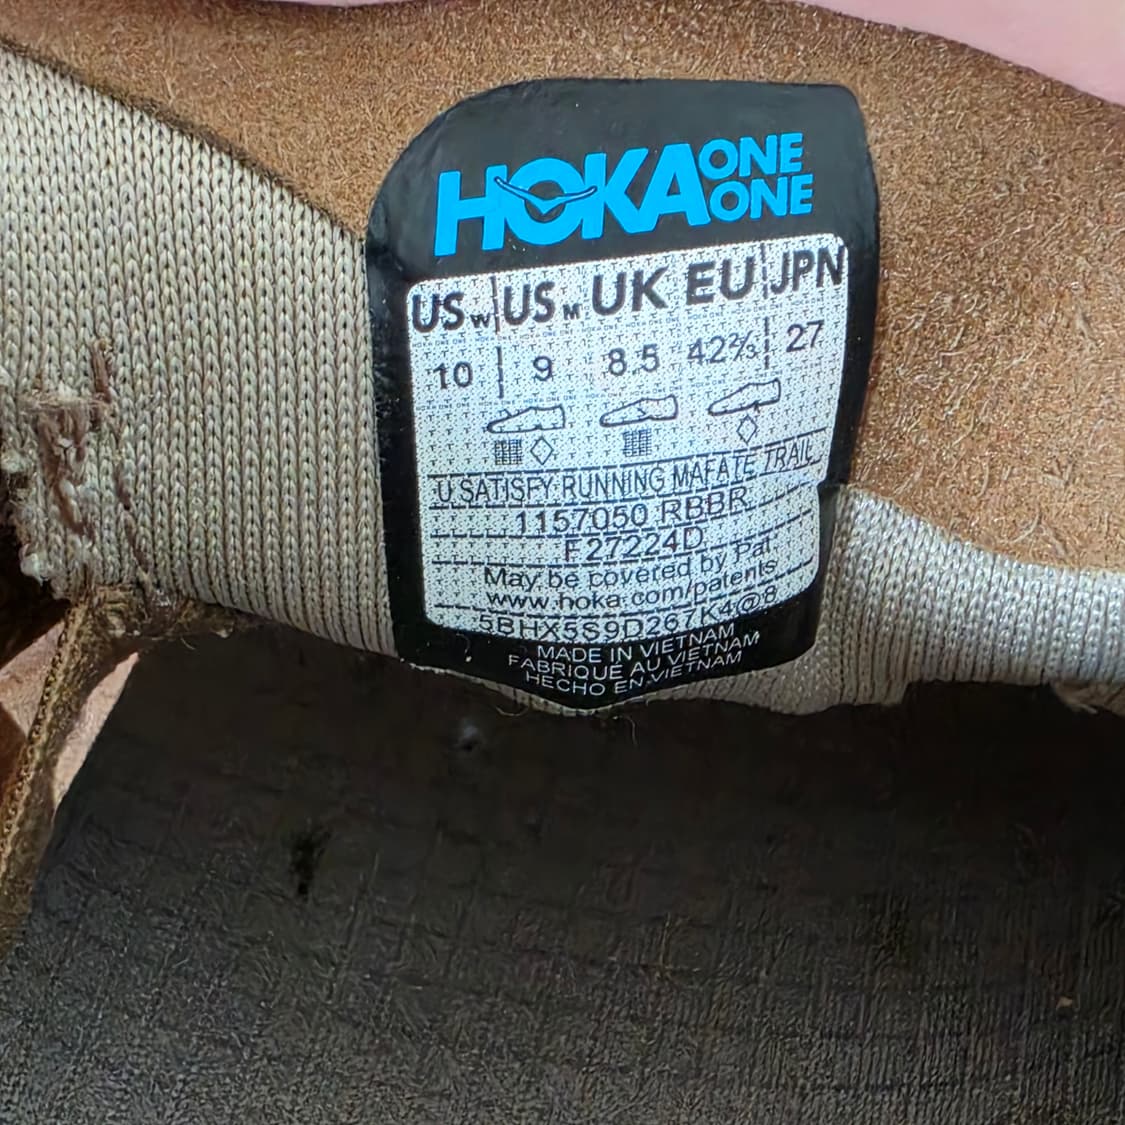 HOKA ONE ONE
USW USM UK EU JPN
10 9 8.5 42⅔ 27
U SATISFY RUNNING MAFATE TRAIL
1157050 RBBR
F27224D
May be covered by Pat.
www.hoka.com/patents
5BHX5S9D267K4@8
MADE IN VIETNAM
FABRIQUE AU VIETNAM
HECHO EN VIETNAM